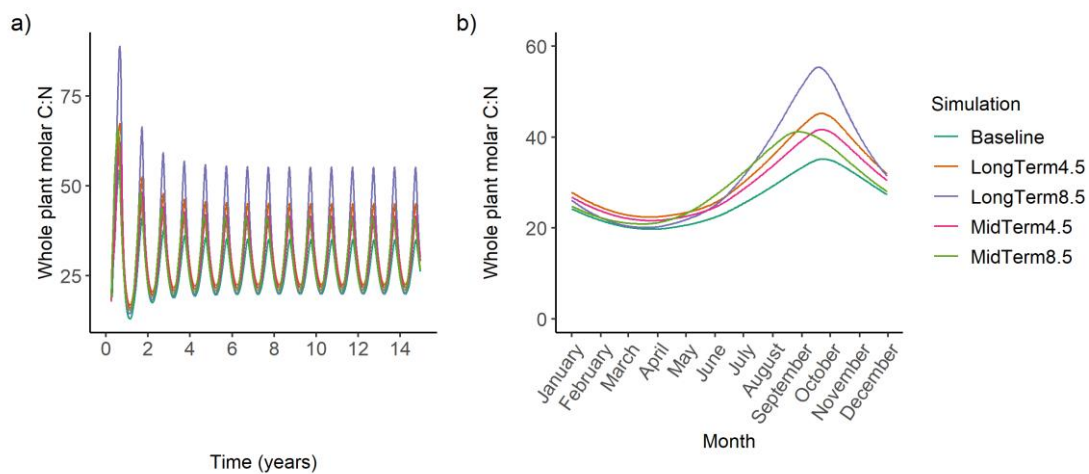 a)
Whole plant molar C:N
75
50
25
0 2 4 6 8 10 12 14
Time (years)
b)
Whole plant molar C:N
60
40
20
0
January
February
March
April
May
June
July
August
September
October
November
December
Month
Simulation
Baseline
LongTerm4.5
LongTerm8.5
MidTerm4.5
MidTerm8.5